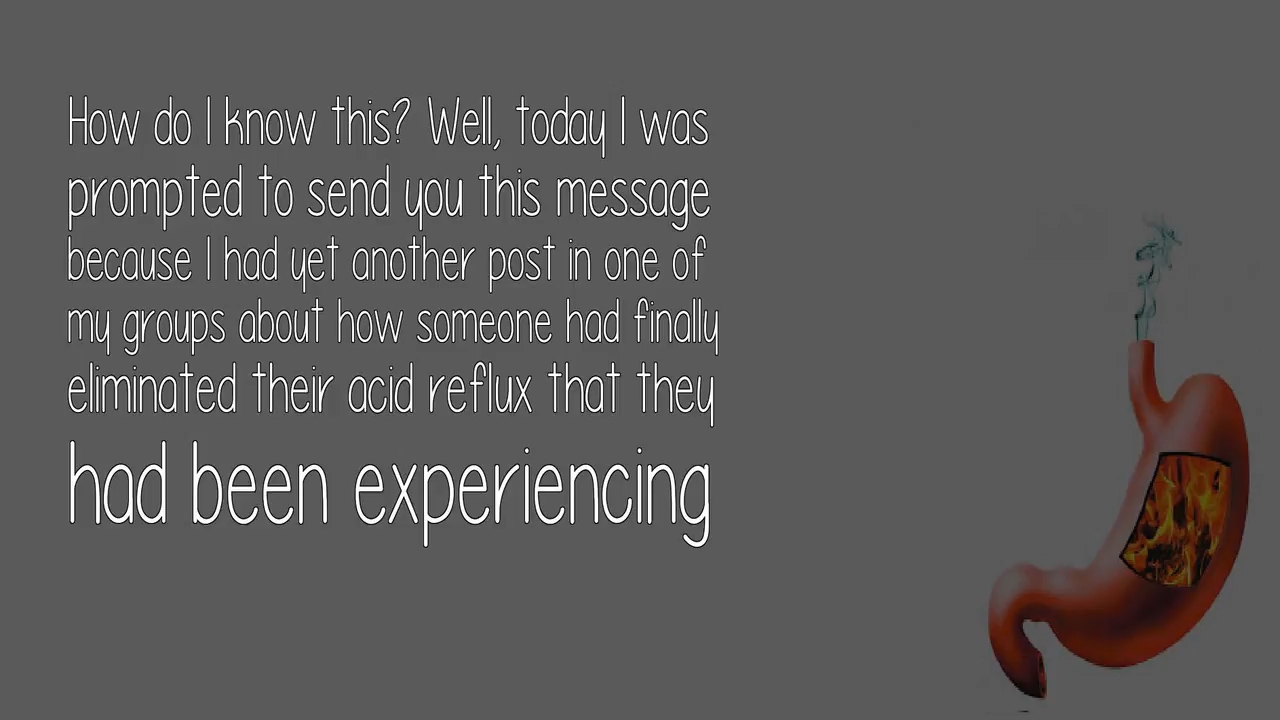 How do I know this? Well, today I was
prompted to send you this message
because I had yet another post in one of
my groups about how someone had finally
eliminated their acid reflux that they
had been experiencing